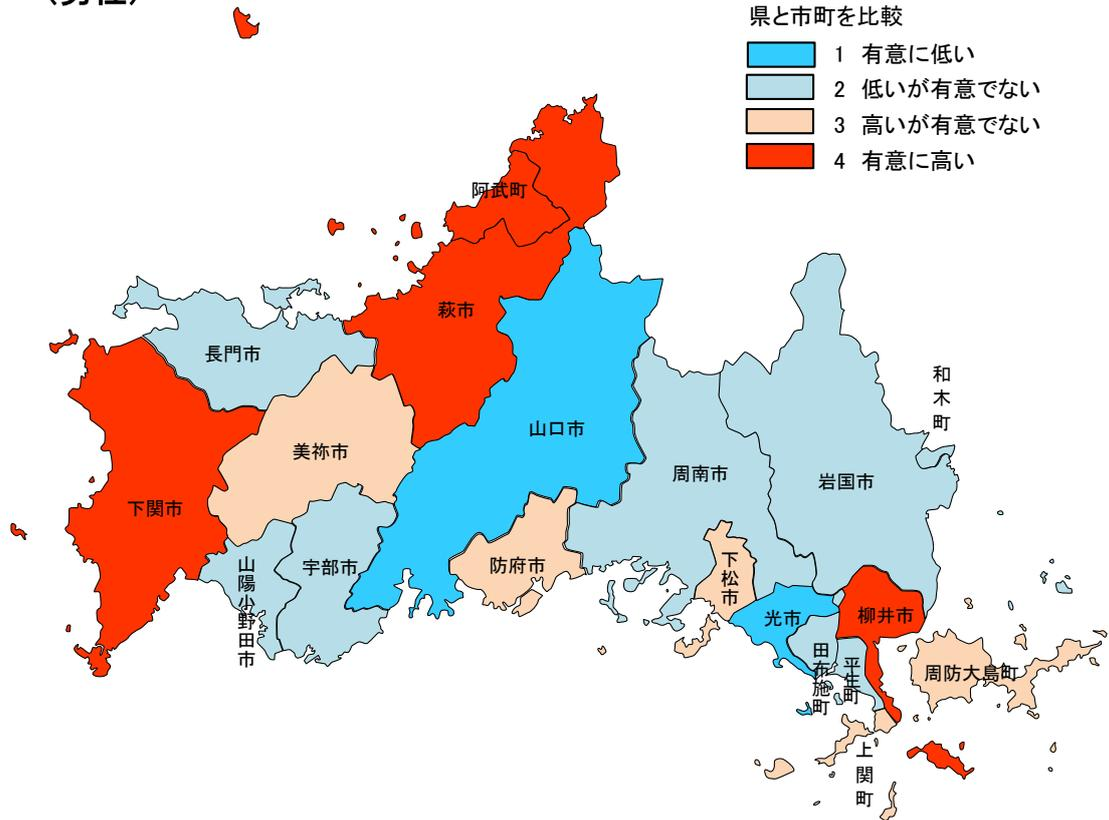 県と市町を比較
1 有意に低い
2 低いが有意でない
3 高いが有意でない
4 有意に高い
阿武町
萩市
長門市
和木町
山口市
美祢市
周南市
岩国市
下関市
山陽小野田市
宇部市
防府市
下松市
光市
柳井市
田布施町
平生町
周防大島町
上関町